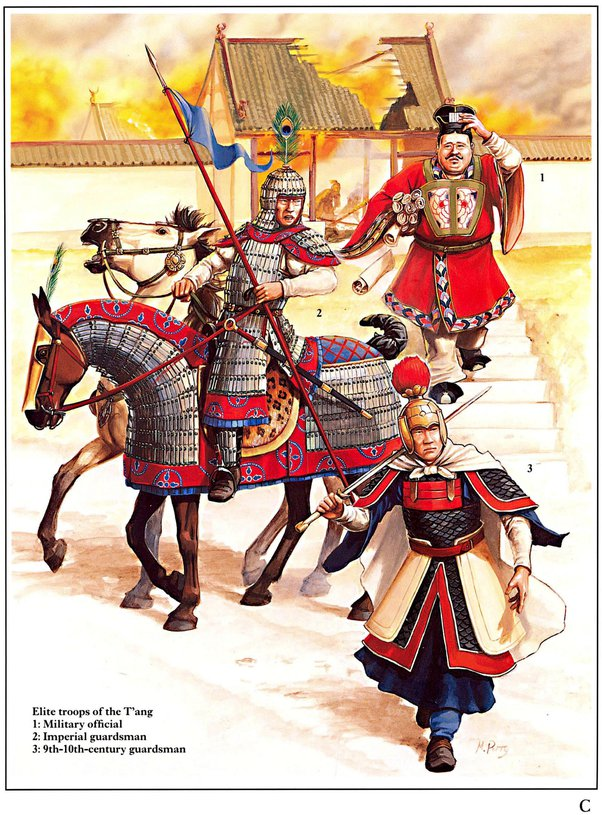 1
2
3
Elite troops of the T'ang
1: Military official
2: Imperial guardsman
3: 9th-10th-century guardsman
C